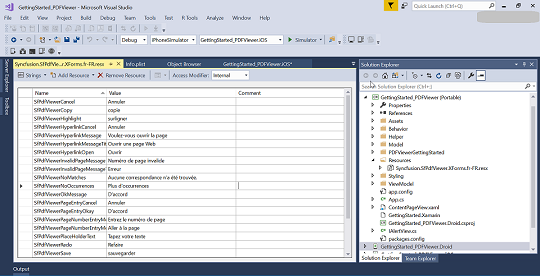 GettingStarted_PDFViewer - Microsoft Visual Studio
Quick Launch (Ctrl+Q)
File Edit View Project Build Debug Team Tools Test R Tools Analyze Window Help
Debug iPhoneSimulator GettingStarted_PDFViewer.iOS Simulator
Server Explorer
Toolbox
Syncfusion.SfPdfVie...r.XForms.fr-FR.resx Info.plist Object Browser GettingStarted_PDFViewer.iOS*
Strings Add Resource Remove Resource Access Modifier: Internal
Name Value Comment
SfPdfViewerCancel Annuler
SfPdfViewerCopy copie
SfPdfViewerHighlight surligner
SfPdfViewerHyperlinkCancel Annuler
SfPdfViewerHyperlinkMessage Voulez-vous ouvrir la page
SfPdfViewerHyperlinkMessageTit Ouvrir une page Web
SfPdfViewerHyperlinkOpen Ouvrir
SfPdfViewerInvalidPageMessage Numéro de page invalide
SfPdfViewerInvalidPageMessage Erreur
SfPdfViewerNoMatches Aucune correspondance n'a été trouvée.
SfPdfViewerNoOccurrences Plus d'occurences
SfPdfViewerOkMessage D'accord
SfPdfViewerPageEntryCancel Annuler
SfPdfViewerPageEntryOkay D'accord
SfPdfViewerPageNumberEntryMe Entrez le numéro de page
SfPdfViewerPageNumberEntryMe Aller à la page
SfPdfViewerPlaceHolderText Tapez votre texte
SfPdfViewerRedo Refaire
SfPdfViewerSave sauvegarder
Solution Explorer
Search Solution Explorer (Ctrl+;)
GettingStarted_PDFViewer (Portable)
Properties
References
Assets
Behavior
Helper
Model
PDFViewerGettingStarted
Resources
Syncfusion.SfPdfViewer.XForms.fr-FR.resx
Styling
ViewModel
app.config
App.cs
ContentPageView.xaml
GettingStarted.Xamarin
GettingStarted_PDFViewer.Droid.csproj
IAlertView.cs
packages.config
GettingStarted_PDFViewer.Droid
Solution Explorer Team Explorer
Output